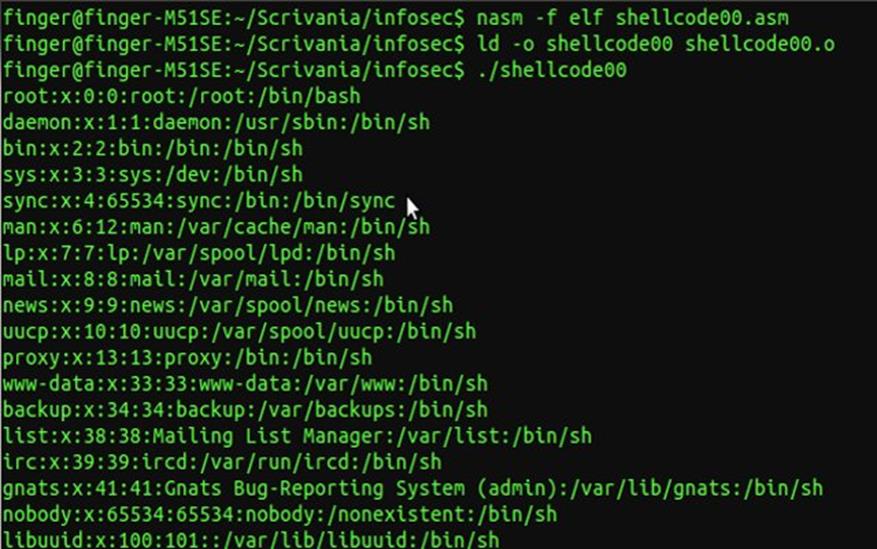 finger@finger-M51SE:~/Scrivania/infosec$ nasm -f elf shellcode00.asm
finger@finger-M51SE:~/Scrivania/infosec$ ld -o shellcode00 shellcode00.o
finger@finger-M51SE:~/Scrivania/infosec$ ./shellcode00
root:x:0:0:root:/root:/bin/bash
daemon:x:1:1:daemon:/usr/sbin:/bin/sh
bin:x:2:2:bin:/bin:/bin/sh
sys:x:3:3:sys:/dev:/bin/sh
sync:x:4:65534:sync:/bin:/bin/sync
man:x:6:12:man:/var/cache/man:/bin/sh
lp:x:7:7:lp:/var/spool/lpd:/bin/sh
mail:x:8:8:mail:/var/mail:/bin/sh
news:x:9:9:news:/var/spool/news:/bin/sh
uucp:x:10:10:uucp:/var/spool/uucp:/bin/sh
proxy:x:13:13:proxy:/bin:/bin/sh
www-data:x:33:33:www-data:/var/www:/bin/sh
backup:x:34:34:backup:/var/backups:/bin/sh
list:x:38:38:Mailing List Manager:/var/list:/bin/sh
irc:x:39:39:ircd:/var/run/ircd:/bin/sh
gnats:x:41:41:Gnats Bug-Reporting System (admin):/var/lib/gnats:/bin/sh
nobody:x:65534:65534:nobody:/nonexistent:/bin/sh
libuuid:x:100:101::/var/lib/libuuid:/bin/sh